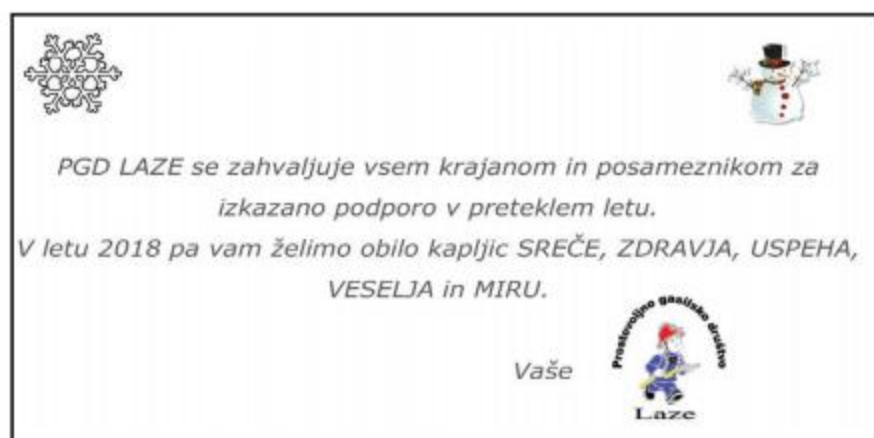 PGD LAZE se zahvaljuje vsem krajanom in posameznikom za
izkazano podporo v preteklem letu.
V letu 2018 pa vam želimo obilo kapljic SREČE, ZDRAVJA, USPEHA,
VESELJA in MIRU.
Vaše
Prostovoljno gasilsko društvo
Laze